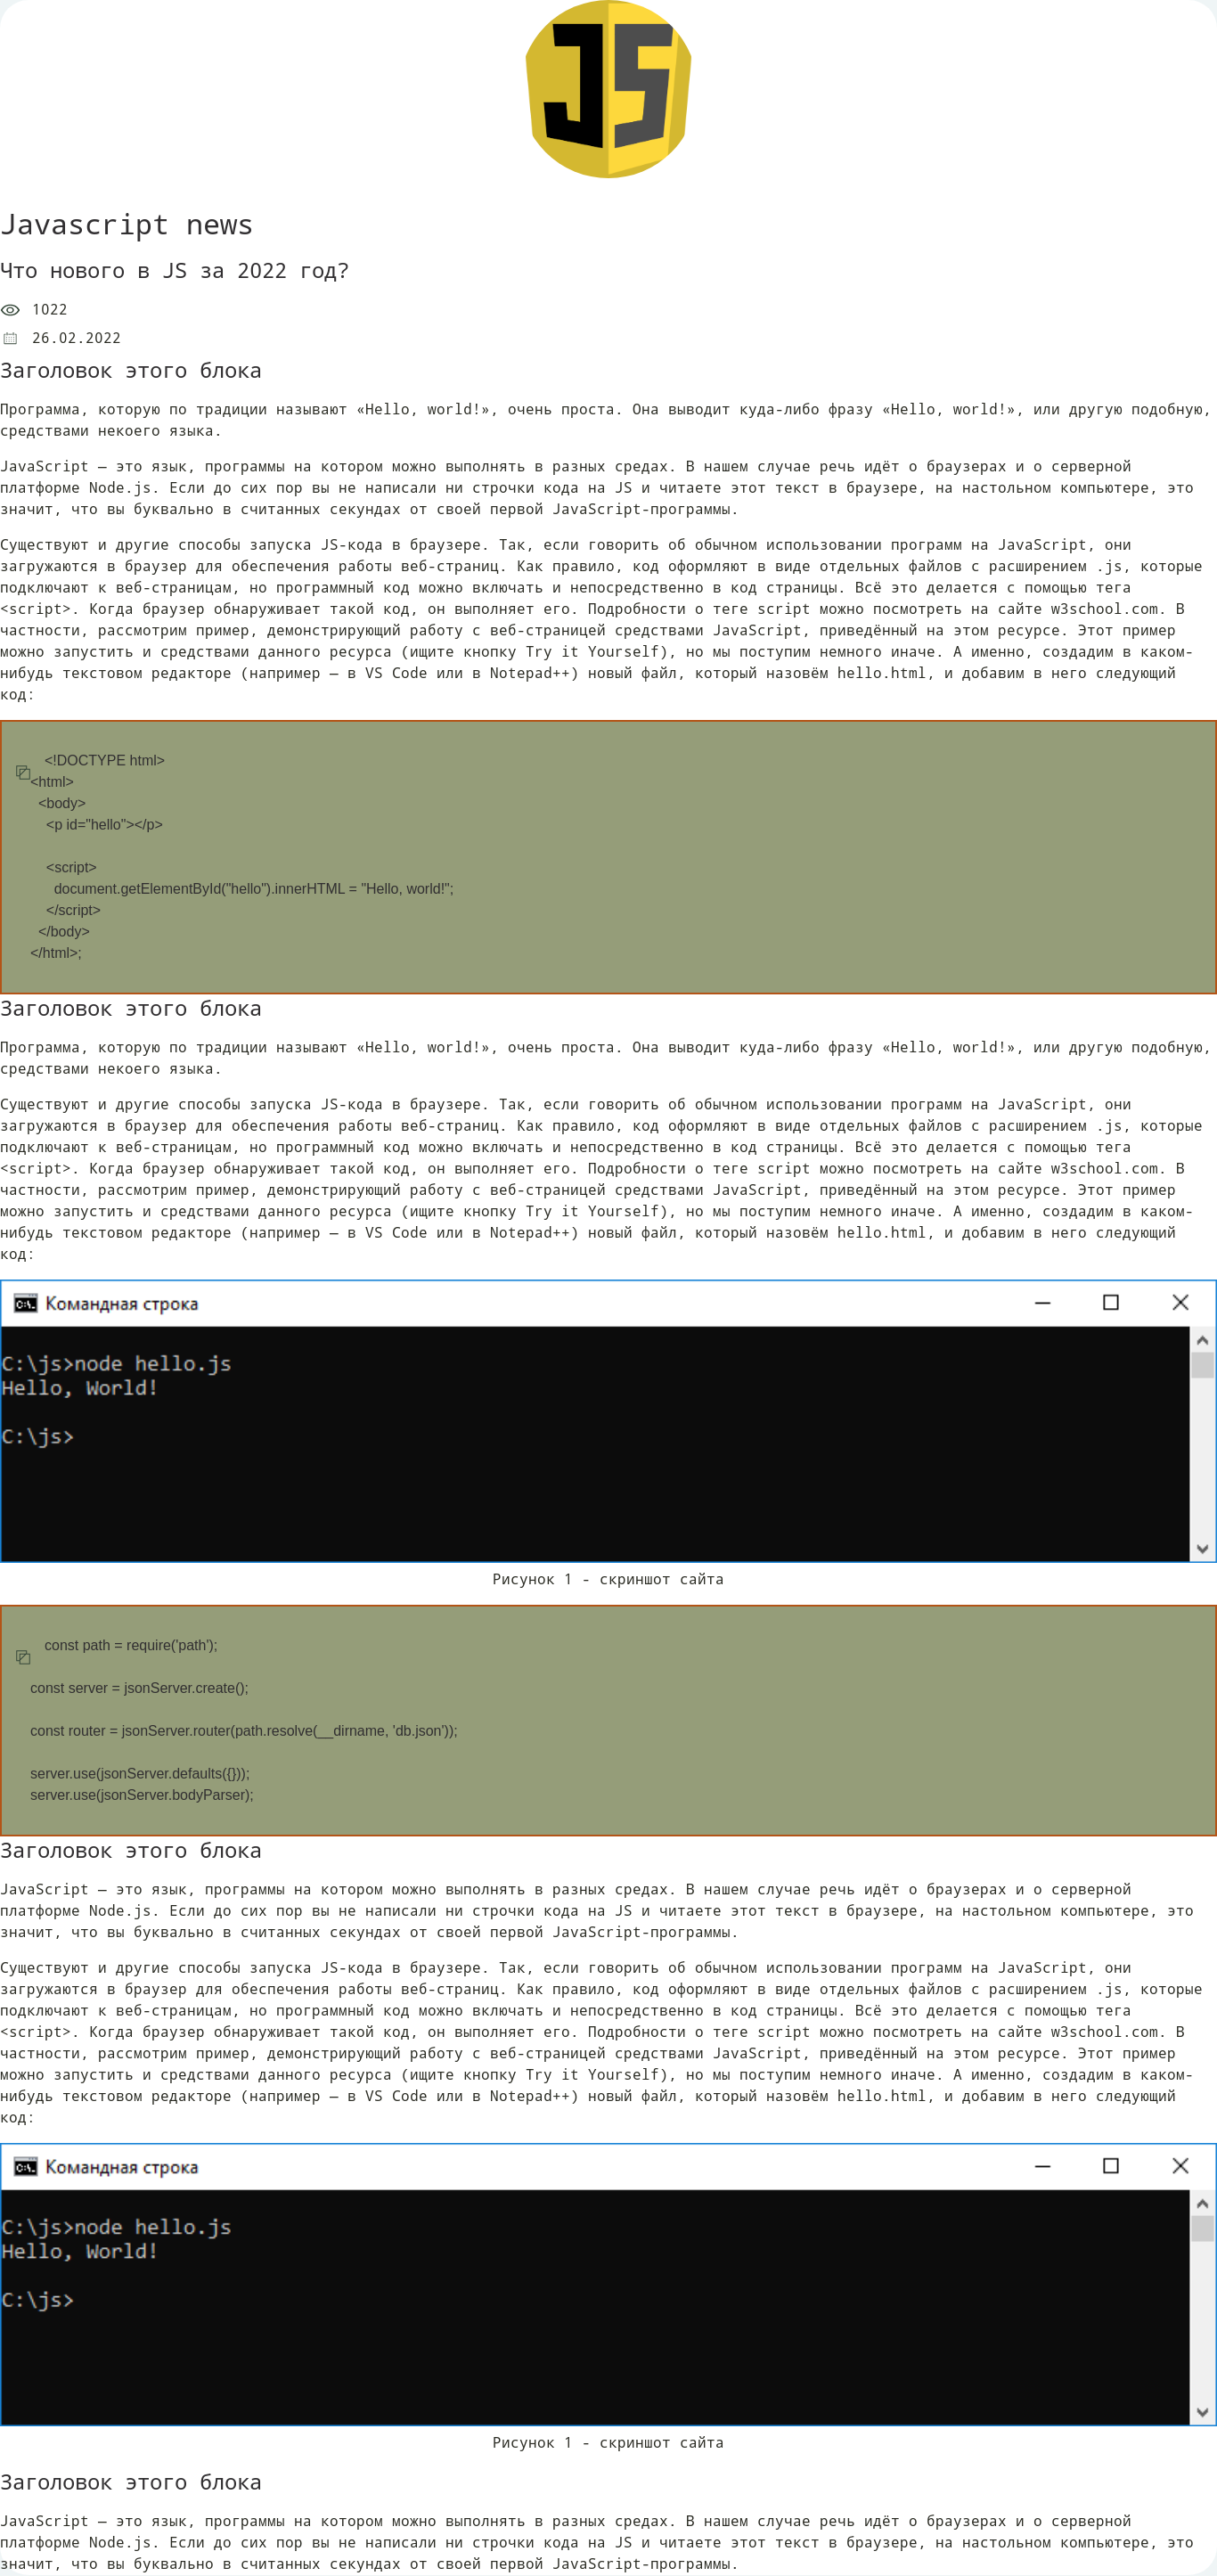 JS
Javascript news
Что нового в JS за 2022 год?
1022
26.02.2022
Заголовок этого блока
Программа, которую по традиции называют «Hello, world!», очень проста. Она выводит куда-либо фразу «Hello, world!», или другую подобную,
средствами некоего языка.
JavaScript — это язык, программы на котором можно выполнять в разных средах. В нашем случае речь идёт о браузерах и о серверной
платформе Node.js. Если до сих пор вы не написали ни строчки кода на JS и читаете этот текст в браузере, на настольном компьютере, это
значит, что вы буквально в считанных секундах от своей первой JavaScript-программы.
Существуют и другие способы запуска JS-кода в браузере. Так, если говорить об обычном использовании программ на JavaScript, они
загружаются в браузер для обеспечения работы веб-страниц. Как правило, код оформляют в виде отдельных файлов с расширением .js, которые
подключают к веб-страницам, но программный код можно включать и непосредственно в код страницы. Всё это делается с помощью тега
<script>. Когда браузер обнаруживает такой код, он выполняет его. Подробности о теге script можно посмотреть на сайте w3school.com. В
частности, рассмотрим пример, демонстрирующий работу с веб-страницей средствами JavaScript, приведённый на этом ресурсе. Этот пример
можно запустить и средствами данного ресурса (ищите кнопку Try it Yourself), но мы поступим немного иначе. А именно, создадим в каком-
нибудь текстовом редакторе (например — в VS Code или в Notepad++) новый файл, который назовём hello.html, и добавим в него следующий
код:
<!DOCTYPE html>
<html>
<body>
<p id="hello"></p>
<script>
document.getElementById("hello").innerHTML = "Hello, world!";
</script>
</body>
</html>;
Заголовок этого блока
Программа, которую по традиции называют «Hello, world!», очень проста. Она выводит куда-либо фразу «Hello, world!», или другую подобную,
средствами некоего языка.
Существуют и другие способы запуска JS-кода в браузере. Так, если говорить об обычном использовании программ на JavaScript, они
загружаются в браузер для обеспечения работы веб-страниц. Как правило, код оформляют в виде отдельных файлов с расширением .js, которые
подключают к веб-страницам, но программный код можно включать и непосредственно в код страницы. Всё это делается с помощью тега
<script>. Когда браузер обнаруживает такой код, он выполняет его. Подробности о теге script можно посмотреть на сайте w3school.com. В
частности, рассмотрим пример, демонстрирующий работу с веб-страницей средствами JavaScript, приведённый на этом ресурсе. Этот пример
можно запустить и средствами данного ресурса (ищите кнопку Try it Yourself), но мы поступим немного иначе. А именно, создадим в каком-
нибудь текстовом редакторе (например — в VS Code или в Notepad++) новый файл, который назовём hello.html, и добавим в него следующий
код:
Командная строка
C:\js>node hello.js
Hello, World!
C:\js>
Рисунок 1 - скриншот сайта
const path = require('path');
const server = jsonServer.create();
const router = jsonServer.router(path.resolve(__dirname, 'db.json'));
server.use(jsonServer.defaults({}));
server.use(jsonServer.bodyParser);
Заголовок этого блока
JavaScript — это язык, программы на котором можно выполнять в разных средах. В нашем случае речь идёт о браузерах и о серверной
платформе Node.js. Если до сих пор вы не написали ни строчки кода на JS и читаете этот текст в браузере, на настольном компьютере, это
значит, что вы буквально в считанных секундах от своей первой JavaScript-программы.
Существуют и другие способы запуска JS-кода в браузере. Так, если говорить об обычном использовании программ на JavaScript, они
загружаются в браузер для обеспечения работы веб-страниц. Как правило, код оформляют в виде отдельных файлов с расширением .js, которые
подключают к веб-страницам, но программный код можно включать и непосредственно в код страницы. Всё это делается с помощью тега
<script>. Когда браузер обнаруживает такой код, он выполняет его. Подробности о теге script можно посмотреть на сайте w3school.com. В
частности, рассмотрим пример, демонстрирующий работу с веб-страницей средствами JavaScript, приведённый на этом ресурсе. Этот пример
можно запустить и средствами данного ресурса (ищите кнопку Try it Yourself), но мы поступим немного иначе. А именно, создадим в каком-
нибудь текстовом редакторе (например — в VS Code или в Notepad++) новый файл, который назовём hello.html, и добавим в него следующий
код:
Командная строка
C:\js>node hello.js
Hello, World!
C:\js>
Рисунок 1 - скриншот сайта
Заголовок этого блока
JavaScript — это язык, программы на котором можно выполнять в разных средах. В нашем случае речь идёт о браузерах и о серверной
платформе Node.js. Если до сих пор вы не написали ни строчки кода на JS и читаете этот текст в браузере, на настольном компьютере, это
значит, что вы буквально в считанных секундах от своей первой JavaScript-программы.